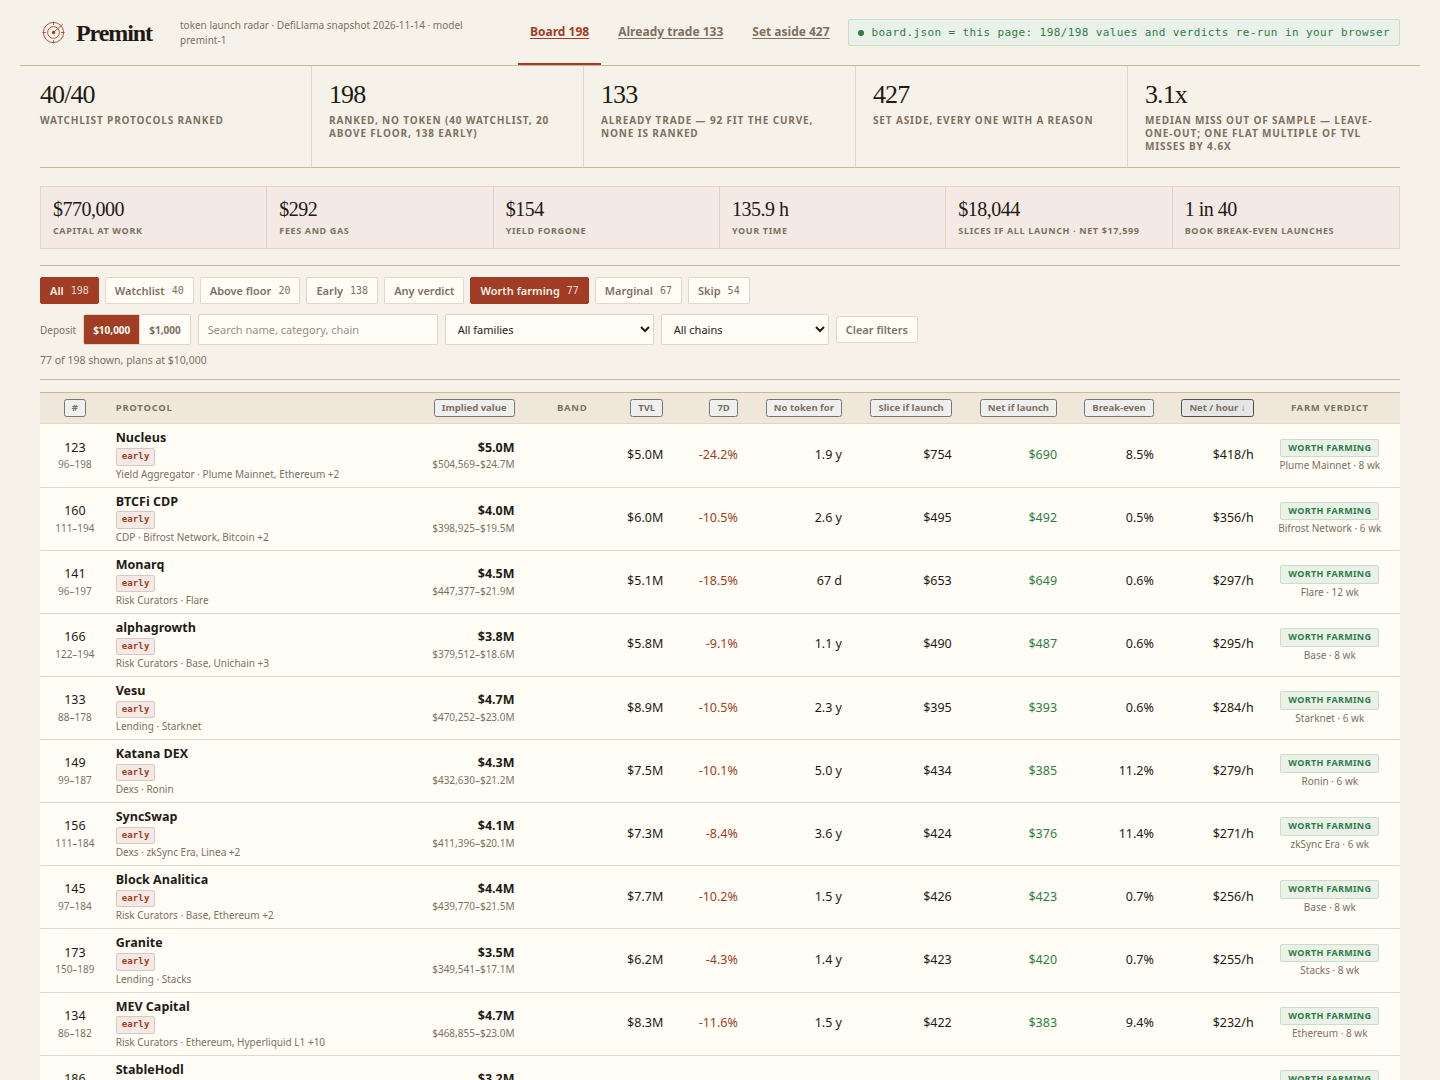 Premint
token launch radar · DefiLlama snapshot 2026-11-14 · model
premint-1
Board 198
Already trade 133
Set aside 427
● board.json = this page: 198/198 values and verdicts re-run in your browser
40/40
WATCHLIST PROTOCOLS RANKED
198
RANKED, NO TOKEN (40 WATCHLIST, 20
ABOVE FLOOR, 138 EARLY)
133
ALREADY TRADE — 92 FIT THE CURVE,
NONE IS RANKED
427
SET ASIDE, EVERY ONE WITH A REASON
3.1x
MEDIAN MISS OUT OF SAMPLE — LEAVE-
ONE-OUT; ONE FLAT MULTIPLE OF TVL
MISSES BY 4.6X
$770,000
CAPITAL AT WORK
$292
FEES AND GAS
$154
YIELD FORGONE
135.9 h
YOUR TIME
$18,044
SLICES IF ALL LAUNCH · NET $17,599
1 in 40
BOOK BREAK-EVEN LAUNCHES
All 198
Watchlist 40
Above floor 20
Early 138
Any verdict
Worth farming 77
Marginal 67
Skip 54
Deposit
$10,000
$1,000
Search name, category, chain
All families
All chains
Clear filters
77 of 198 shown, plans at $10,000
# PROTOCOL Implied value BAND TVL 7D No token for Slice if launch Net if launch Break-even Net / hour ↓ FARM VERDICT
123
96–198
Nucleus
early
Yield Aggregator · Plume Mainnet, Ethereum +2
$5.0M
$504,569–$24.7M
$5.0M -24.2% 1.9 y $754 $690 8.5% $418/h
WORTH FARMING
Plume Mainnet · 8 wk
160
111–194
BTCFi CDP
early
CDP · Bifrost Network, Bitcoin +2
$4.0M
$398,925–$19.5M
$6.0M -10.5% 2.6 y $495 $492 0.5% $356/h
WORTH FARMING
Bifrost Network · 6 wk
141
96–197
Monarq
early
Risk Curators · Flare
$4.5M
$447,377–$21.9M
$5.1M -18.5% 67 d $653 $649 0.6% $297/h
WORTH FARMING
Flare · 12 wk
166
122–194
alphagrowth
early
Risk Curators · Base, Unichain +3
$3.8M
$379,512–$18.6M
$5.8M -9.1% 1.1 y $490 $487 0.6% $295/h
WORTH FARMING
Base · 8 wk
133
88–178
Vesu
early
Lending · Starknet
$4.7M
$470,252–$23.0M
$8.9M -10.5% 2.3 y $395 $393 0.6% $284/h
WORTH FARMING
Starknet · 6 wk
149
99–187
Katana DEX
early
Dexs · Ronin
$4.3M
$432,630–$21.2M
$7.5M -10.1% 5.0 y $434 $385 11.2% $279/h
WORTH FARMING
Ronin · 6 wk
156
111–184
SyncSwap
early
Dexs · zkSync Era, Linea +2
$4.1M
$411,396–$20.1M
$7.3M -8.4% 3.6 y $424 $376 11.4% $271/h
WORTH FARMING
zkSync Era · 6 wk
145
97–184
Block Analitica
early
Risk Curators · Base, Ethereum +2
$4.4M
$439,770–$21.5M
$7.7M -10.2% 1.5 y $426 $423 0.7% $256/h
WORTH FARMING
Base · 8 wk
173
150–189
Granite
early
Lending · Stacks
$3.5M
$349,541–$17.1M
$6.2M -4.3% 1.4 y $423 $420 0.7% $255/h
WORTH FARMING
Stacks · 8 wk
134
86–182
MEV Capital
early
Risk Curators · Ethereum, Hyperliquid L1 +10
$4.7M
$468,855–$23.0M
$8.3M -11.6% 1.5 y $422 $383 9.4% $232/h
WORTH FARMING
Ethereum · 8 wk
186
StableHodl
$3.2M
WORTH FARMING